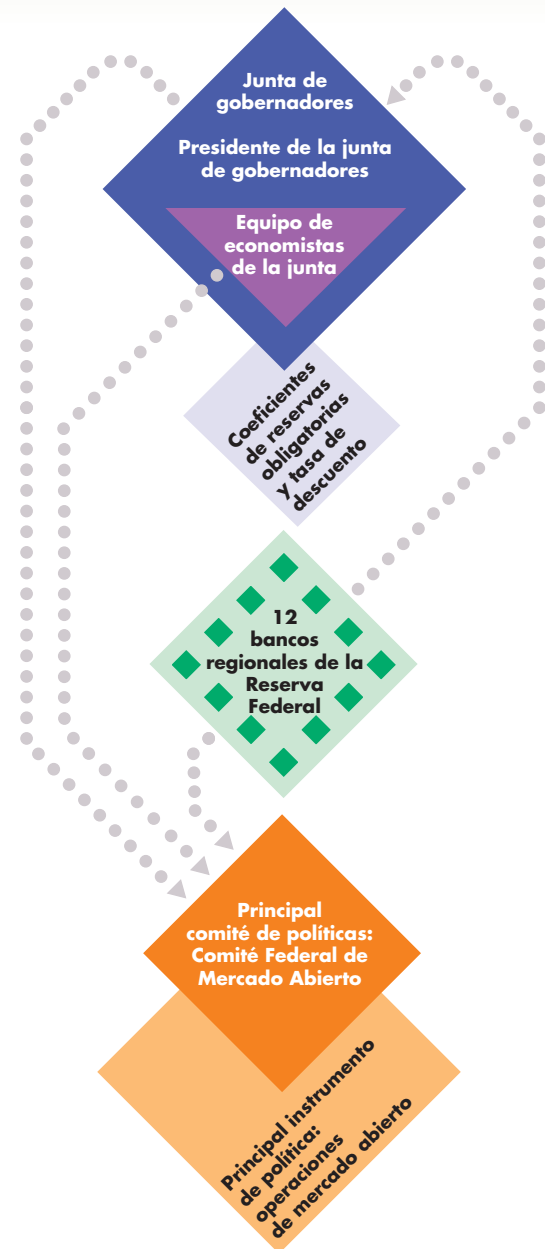 Junta de
gobernadores
Presidente de la junta
de gobernadores
Equipo de
economistas
de la junta
Coeficientes
de reservas
obligatorias
y tasa de
descuento
12
bancos
regionales de la
Reserva
Federal
Principal
comité de políticas:
Comité Federal de
Mercado Abierto
Principal instrumento
de política:
operaciones
de mercado abierto